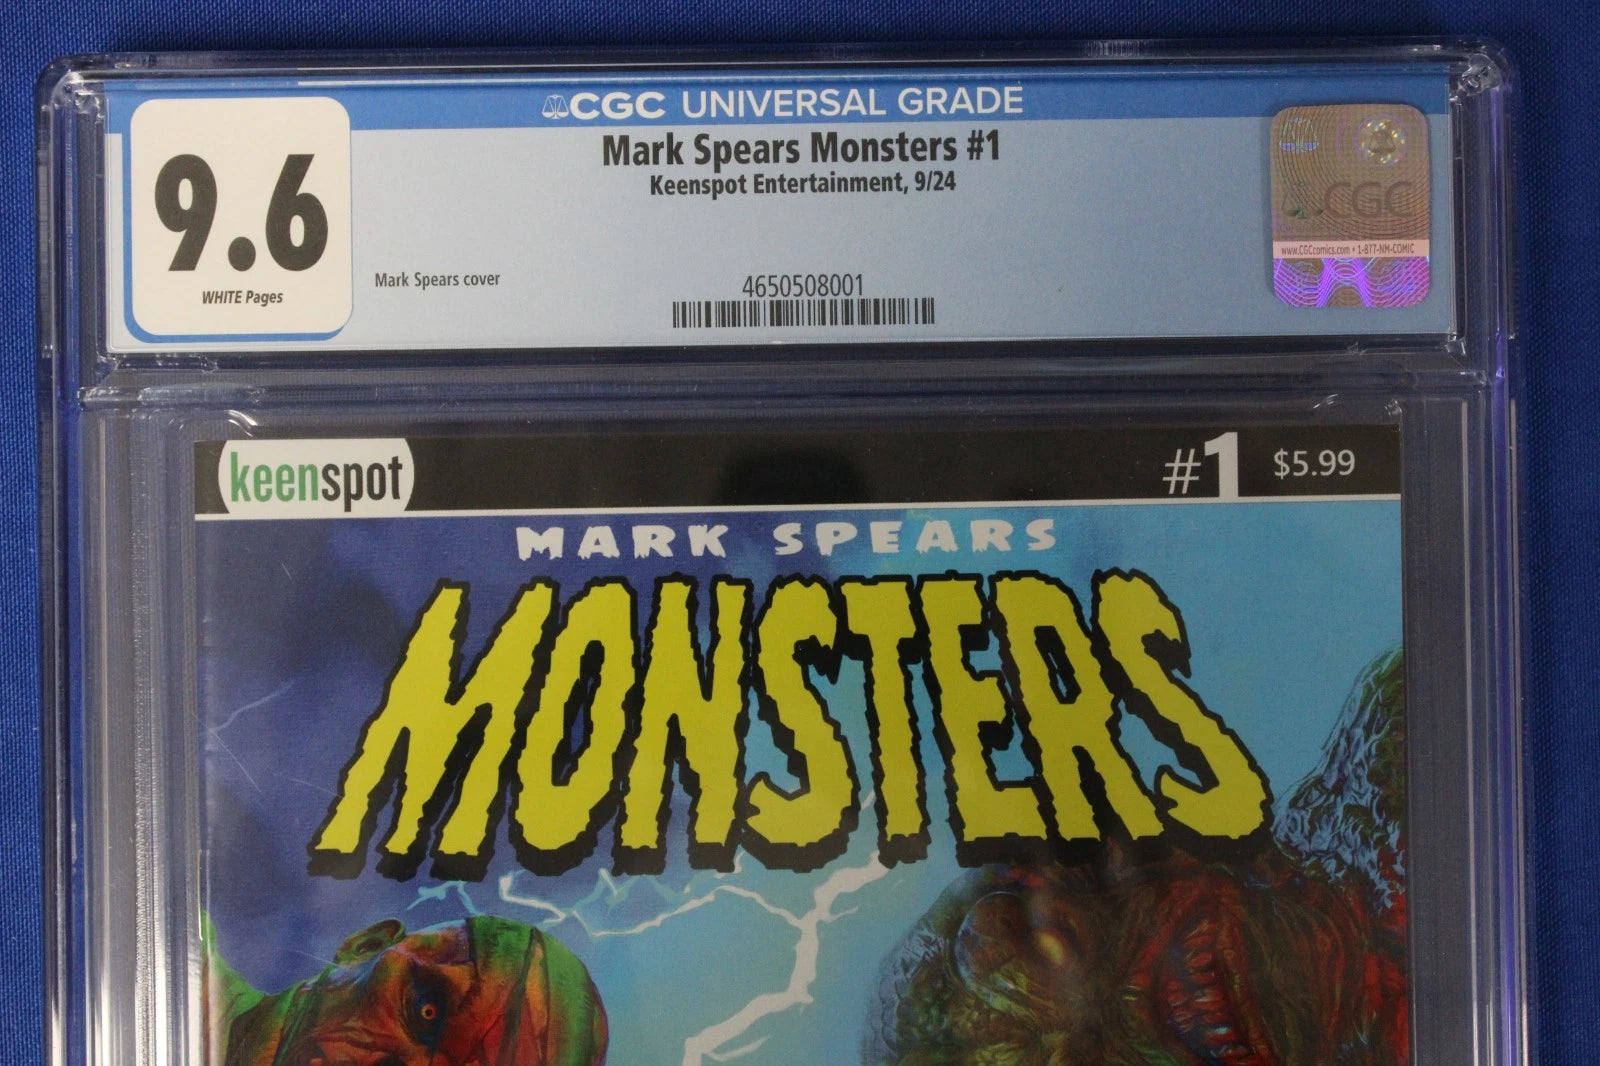 CGC UNIVERSAL GRADE
9.6
WHITE Pages
Mark Spears Monsters #1
Keenspot Entertainment, 9/24
Mark Spears cover
4650508001
CGC
www.CGCcomics.com • 1-877-NM-COMIC
keenspot
#1 $5.99
MARK SPEARS
MONSTERS